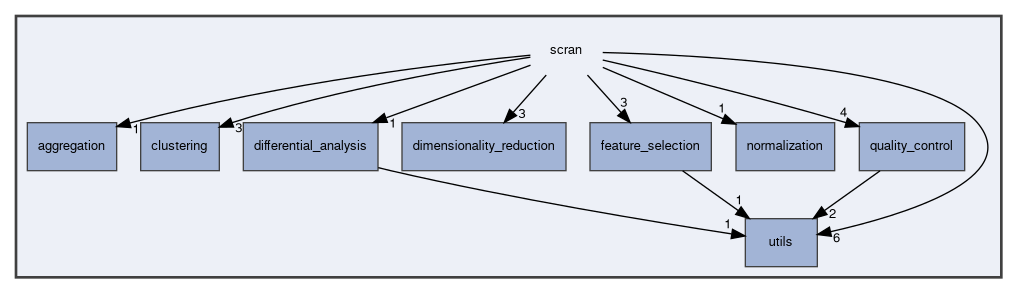 scran
1
3
1
3
3
1
4
aggregation
clustering
differential_analysis
dimensionality_reduction
feature_selection
normalization
quality_control
1
1
2
6
utils